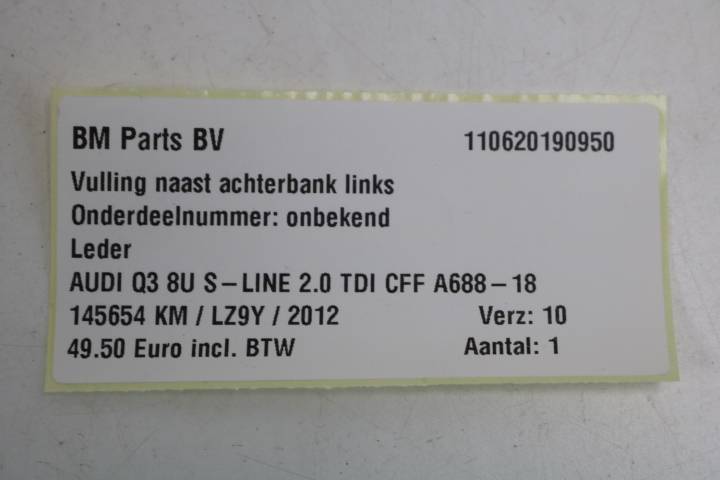 BM Parts BV 110620190950
Vulling naast achterbank links
Onderdeelnummer: onbekend
Leder
AUDI Q3 8U S-LINE 2.0 TDI CFF A688-18
145654 KM / LZ9Y / 2012 Verz: 10
49.50 Euro incl. BTW Aantal: 1